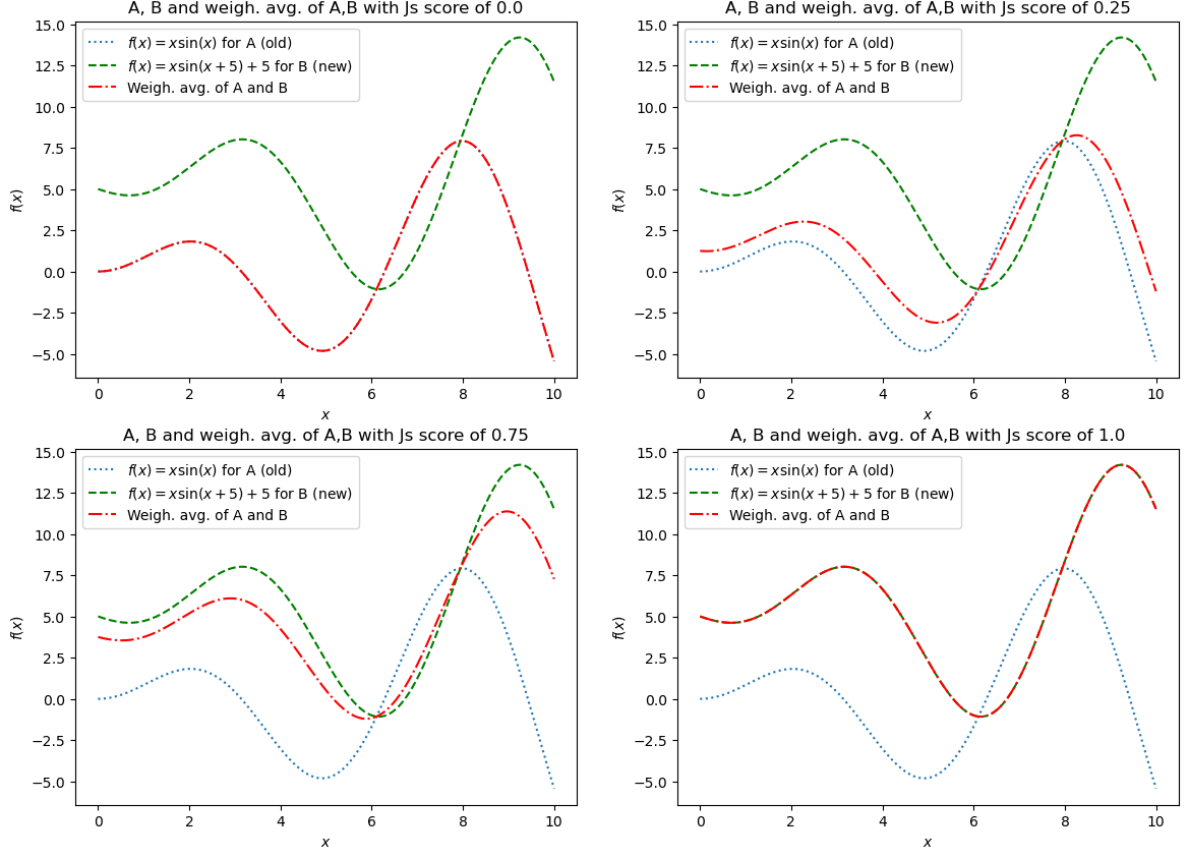 A, B and weigh. avg. of A,B with Js score of 0.0
f(x) = x sin(x) for A (old)
f(x) = x sin(x + 5) + 5 for B (new)
Weigh. avg. of A and B
15.0
12.5
10.0
7.5
5.0
2.5
0.0
−2.5
−5.0
f(x)
0 2 4 6 8 10
x
A, B and weigh. avg. of A,B with Js score of 0.25
f(x) = x sin(x) for A (old)
f(x) = x sin(x + 5) + 5 for B (new)
Weigh. avg. of A and B
15.0
12.5
10.0
7.5
5.0
2.5
0.0
−2.5
−5.0
f(x)
0 2 4 6 8 10
x
A, B and weigh. avg. of A,B with Js score of 0.75
f(x) = x sin(x) for A (old)
f(x) = x sin(x + 5) + 5 for B (new)
Weigh. avg. of A and B
15.0
12.5
10.0
7.5
5.0
2.5
0.0
−2.5
−5.0
f(x)
0 2 4 6 8 10
x
A, B and weigh. avg. of A,B with Js score of 1.0
f(x) = x sin(x) for A (old)
f(x) = x sin(x + 5) + 5 for B (new)
Weigh. avg. of A and B
15.0
12.5
10.0
7.5
5.0
2.5
0.0
−2.5
−5.0
f(x)
0 2 4 6 8 10
x